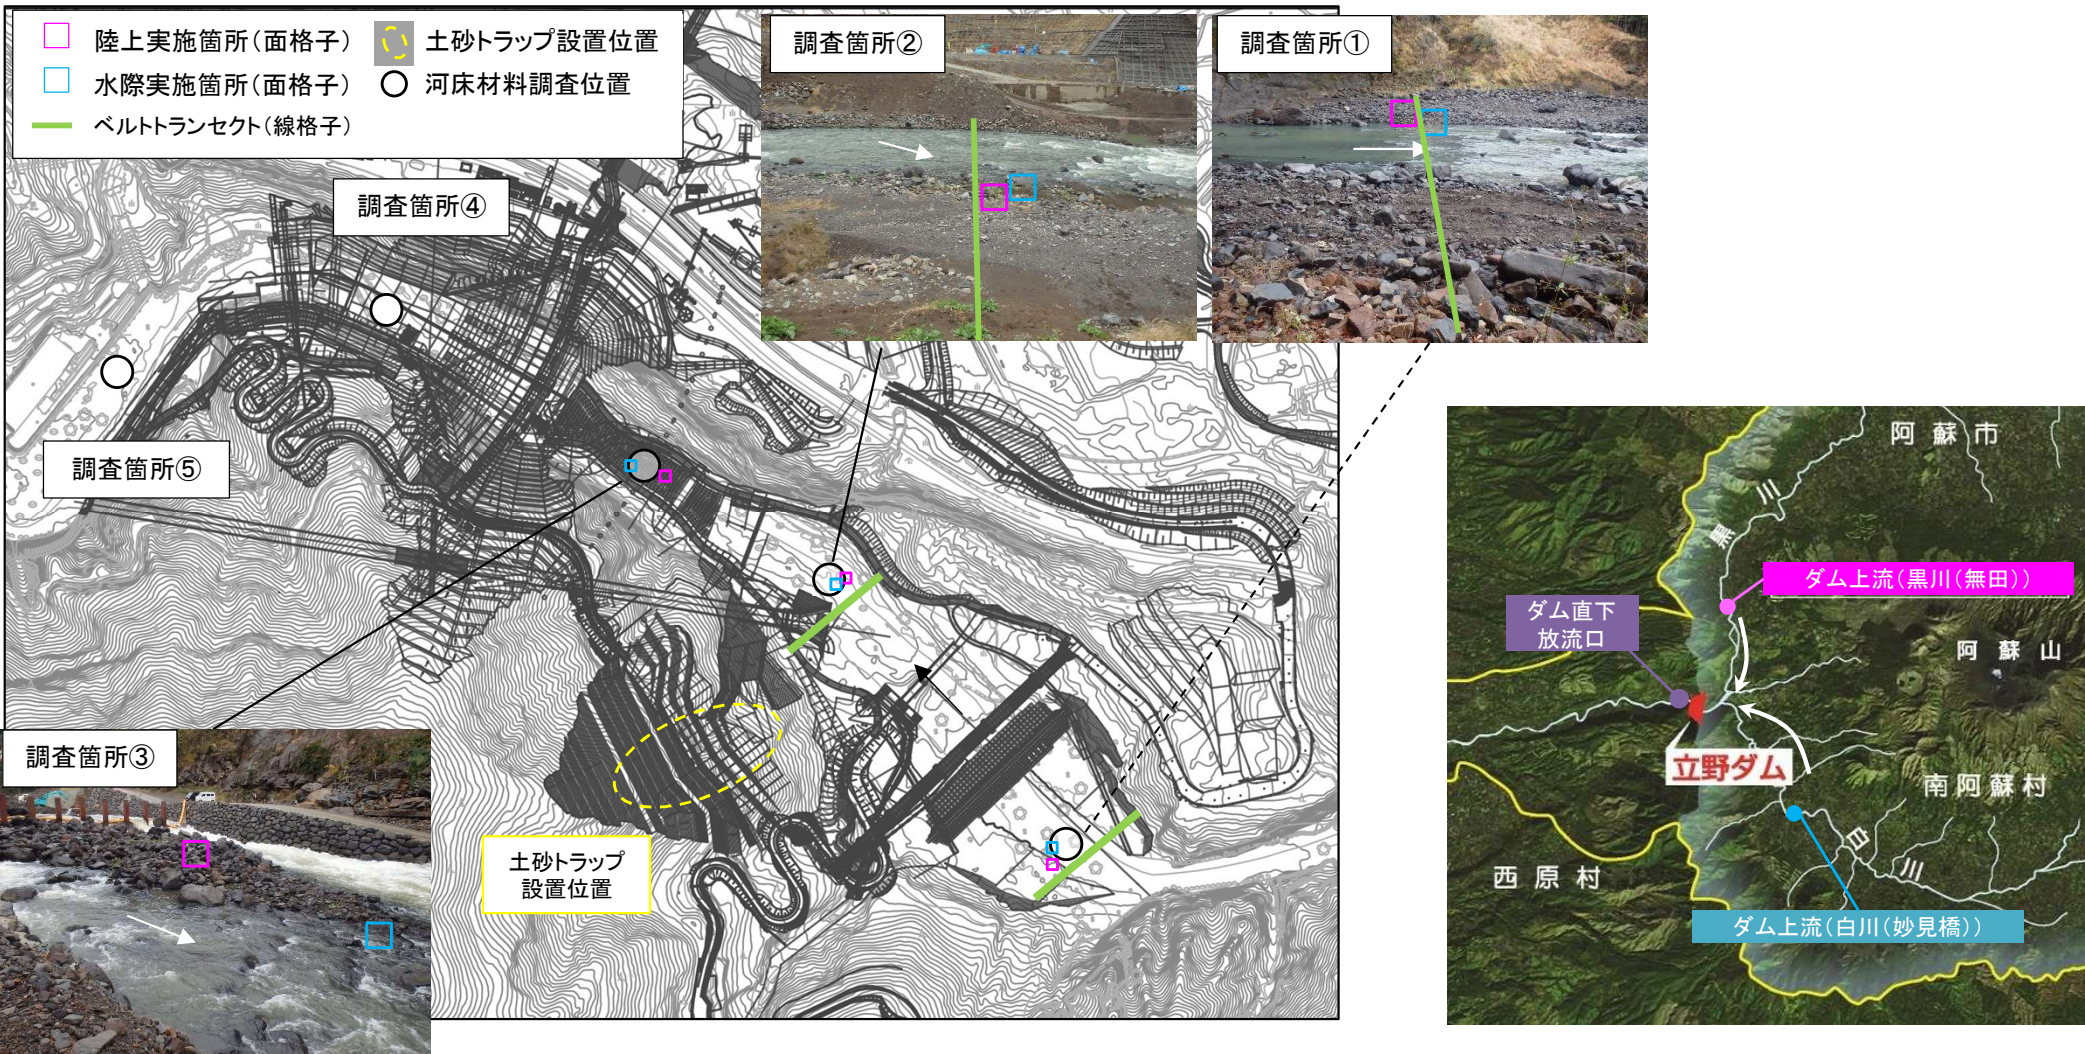 陸上実施箇所(面格子)
水際実施箇所(面格子)
ベルトトランセクト(線格子)
土砂トラップ設置位置
河床材料調査位置
調査箇所②
調査箇所①
調査箇所④
調査箇所⑤
調査箇所③
土砂トラップ
設置位置
阿蘇市
黒川
ダム上流(黒川(無田))
ダム直下
放流口
阿蘇山
立野ダム
南阿蘇村
白川
西原村
ダム上流(白川(妙見橋))